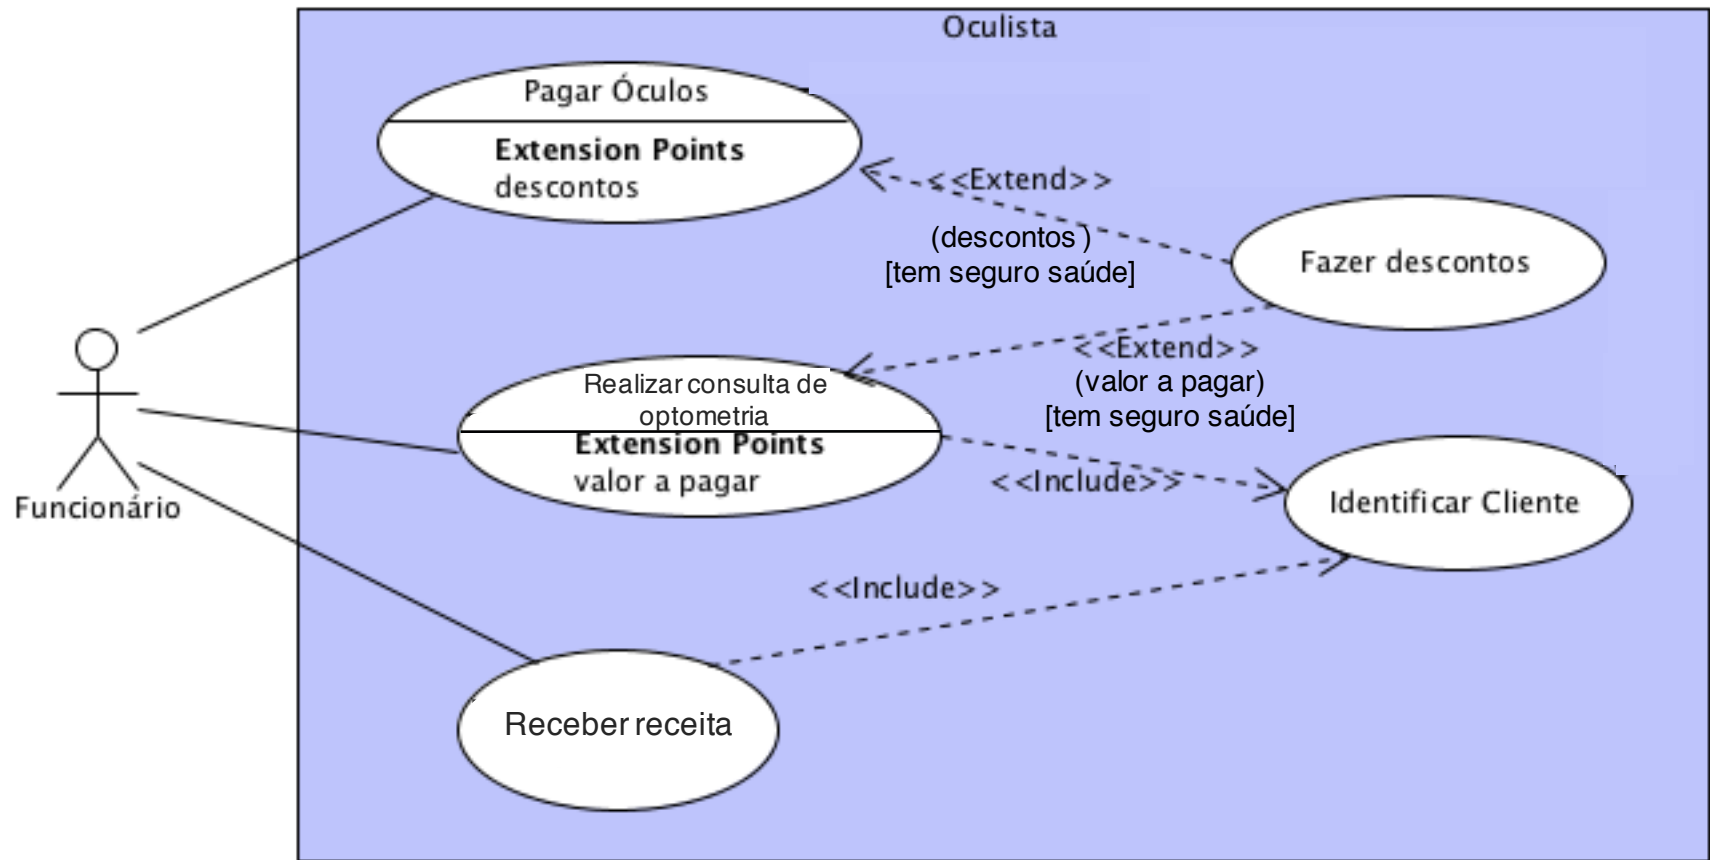 Oculista
Pagar Óculos
Extension Points
descontos
<<Extend>>
(descontos )
[tem seguro saúde]
Fazer descontos
<<Extend>>
(valor a pagar)
[tem seguro saúde]
Realizar consulta de
optometria
Extension Points
valor a pagar
<<Include>>
Identificar Cliente
Funcionário
<<Include>>
Receber receita